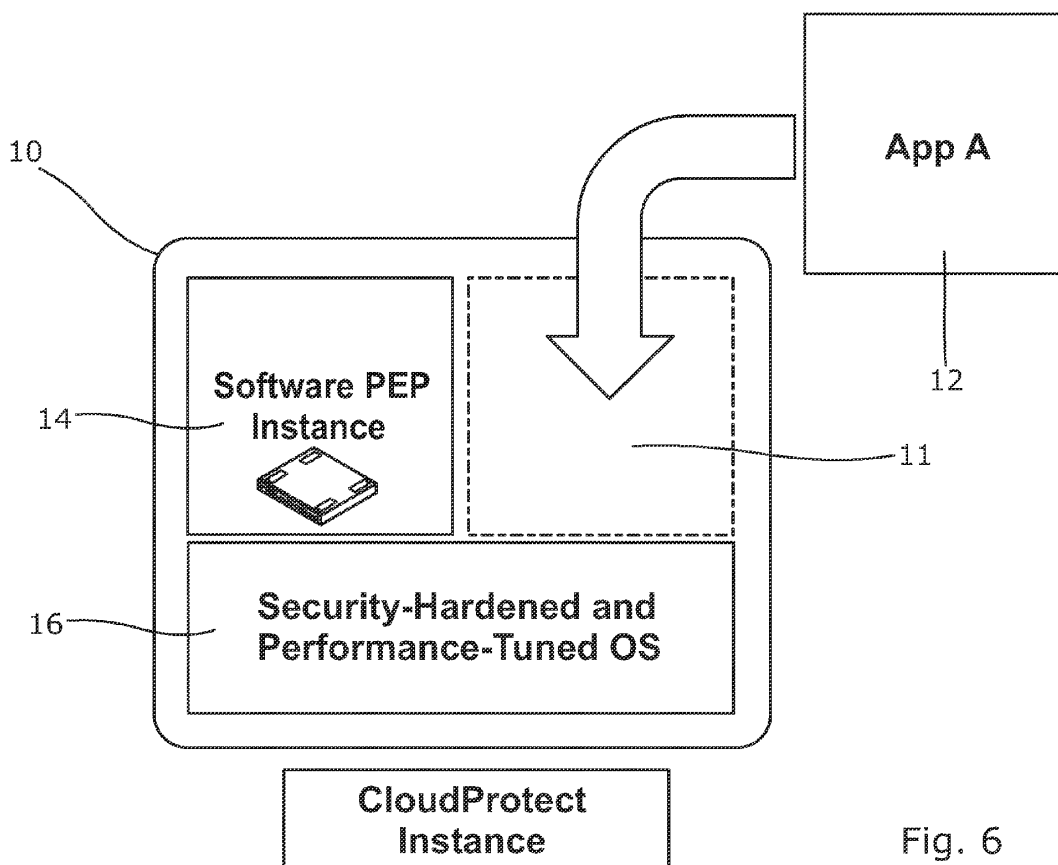 App A
10
12
Software PEP
Instance
14
11
Security-Hardened and
Performance-Tuned OS
16
CloudProtect
Instance
Fig. 6